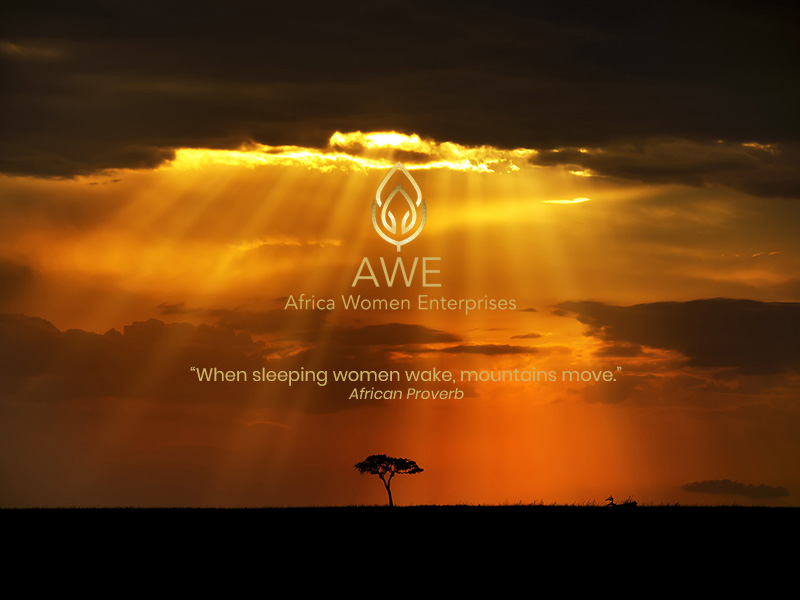 AWE
Africa Women Enterprises
“When sleeping women wake, mountains move.”
African Proverb